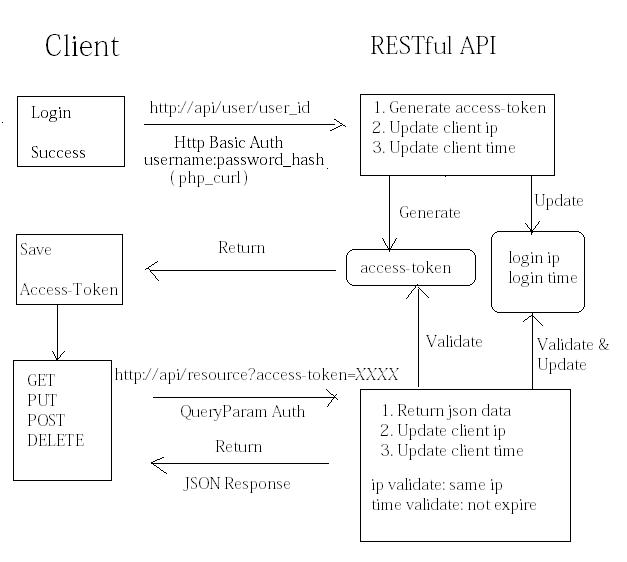 Client
RESTful API
Login
Success
http://api/user/user_id
Http Basic Auth
username:password_hash
( php_curl )
1. Generate access-token
2. Update client ip
3. Update client time
Generate
Update
Save
Access-Token
Return
access-token
login ip
login time
Validate
Validate &
Update
GET
PUT
POST
DELETE
http://api/resource?access-token=XXXX
QueryParam Auth
Return
JSON Response
1. Return json data
2. Update client ip
3. Update client time
ip validate: same ip
time validate: not expire